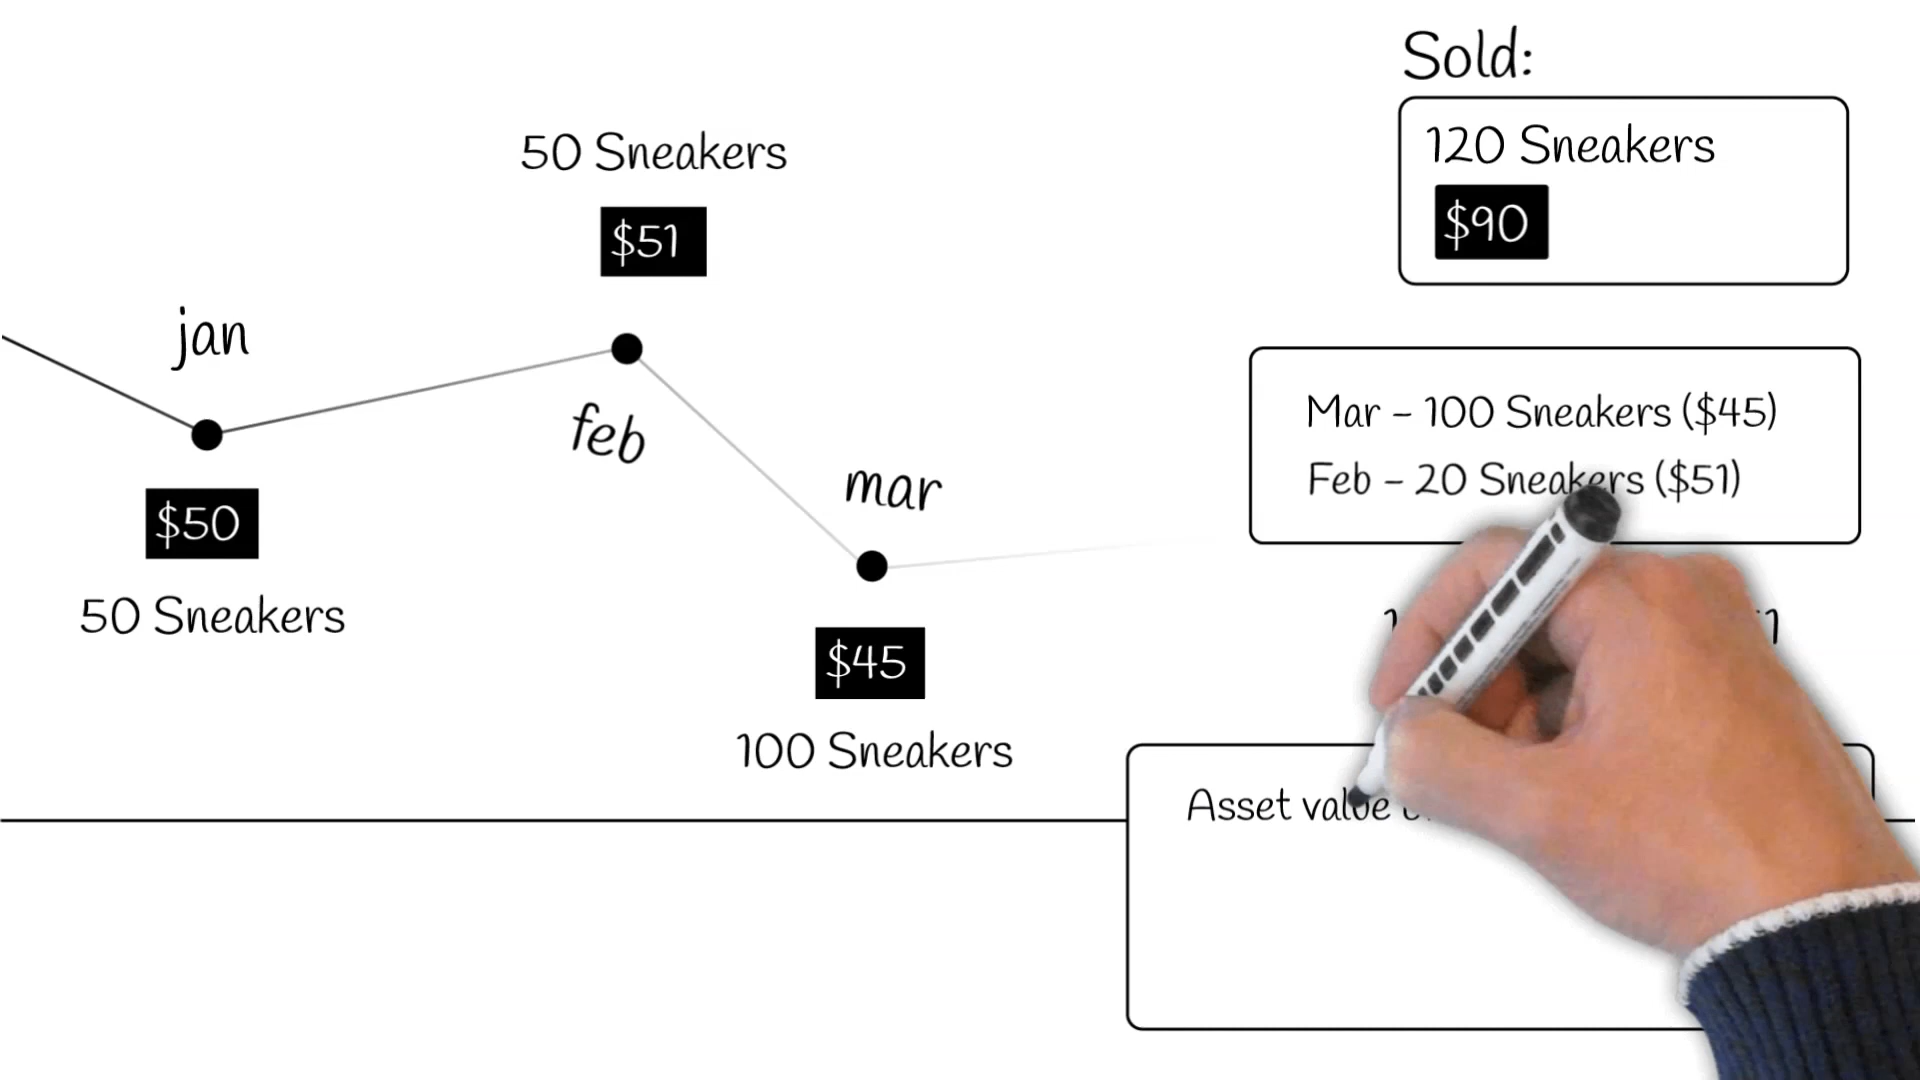 Sold:
120 Sneakers
$90
50 Sneakers
$51
jan
feb
mar
$50
50 Sneakers
$45
100 Sneakers
Mar - 100 Sneakers ($45)
Feb - 20 Sneakers ($51)
Asset value